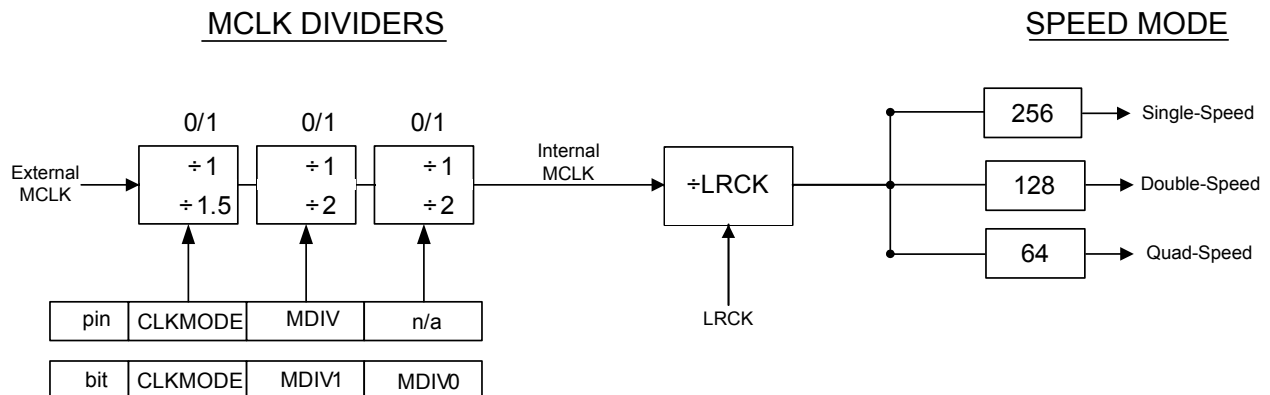 MCLK DIVIDERS
SPEED MODE
0/1 0/1 0/1
External
MCLK
÷1
÷1.5
÷1
÷2
÷1
÷2
Internal
MCLK
÷LRCK
LRCK
256
Single-Speed
128
Double-Speed
64
Quad-Speed
pin CLKMODE MDIV n/a
bit CLKMODE MDIV1 MDIV0